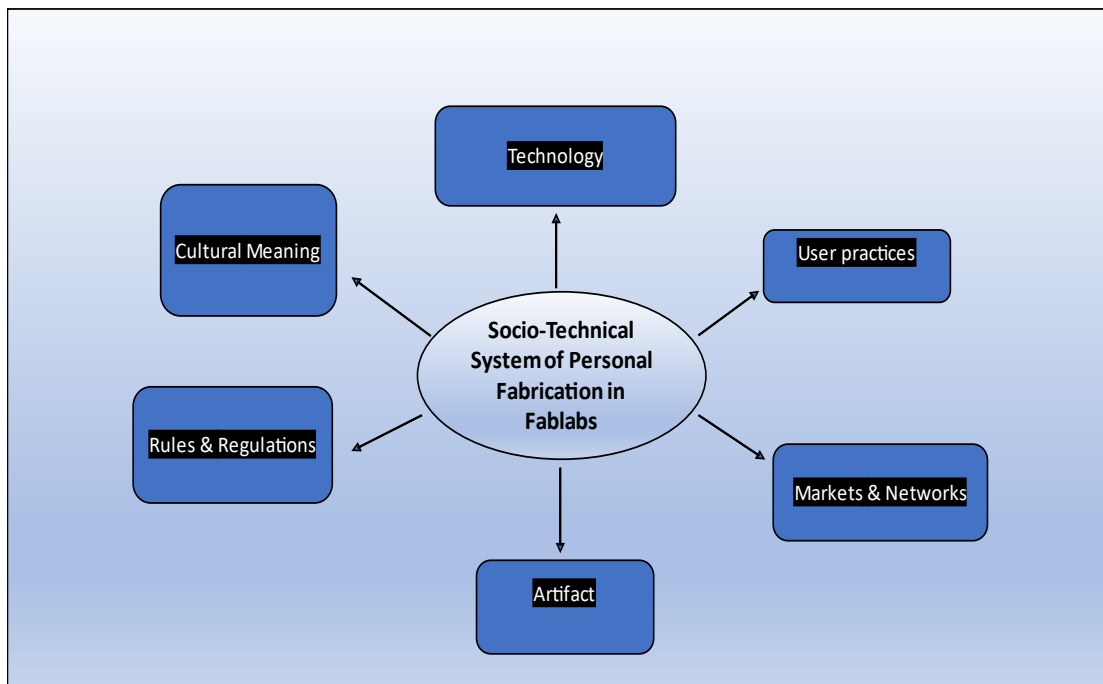 Technology
Cultural Meaning
User practices
Socio-Technical
System of Personal
Fabrication in
Fablabs
Rules & Regulations
Markets & Networks
Artifact